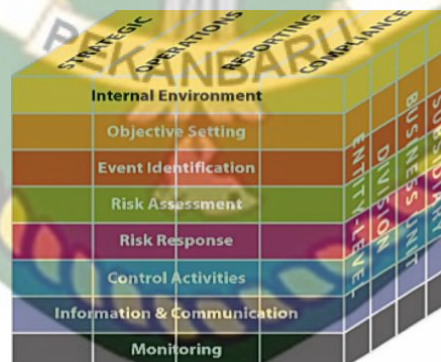 STRATEGIC
OPERATIONS
REPORTING
COMPLIANCE
PEKANBARU
Internal Environment
Objective Setting
Event Identification
Risk Assessment
Risk Response
Control Activities
Information & Communication
Monitoring
ENTITY-LEVEL
DIVISION
BUSINESS UNIT
SUBSIDIARY